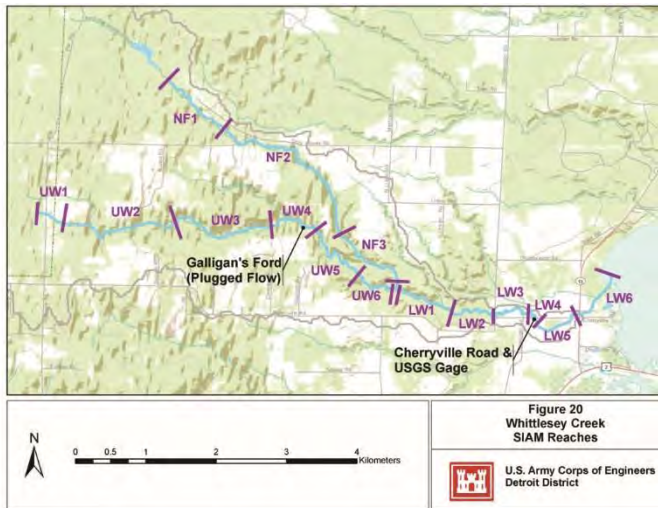 NF1
NF2
UW1
UW2
UW3
UW4
NF3
Galligan's Ford
(Plugged Flow)
UW5
UW6
LW1
LW2
LW3
LW4
LW5
LW6
Cherryville Road &
USGS Gage
2
N
0 0.5 1 2 3 4
Kilometers
Figure 20
Whittlesey Creek
SIAM Reaches
U.S. Army Corps of Engineers
Detroit District